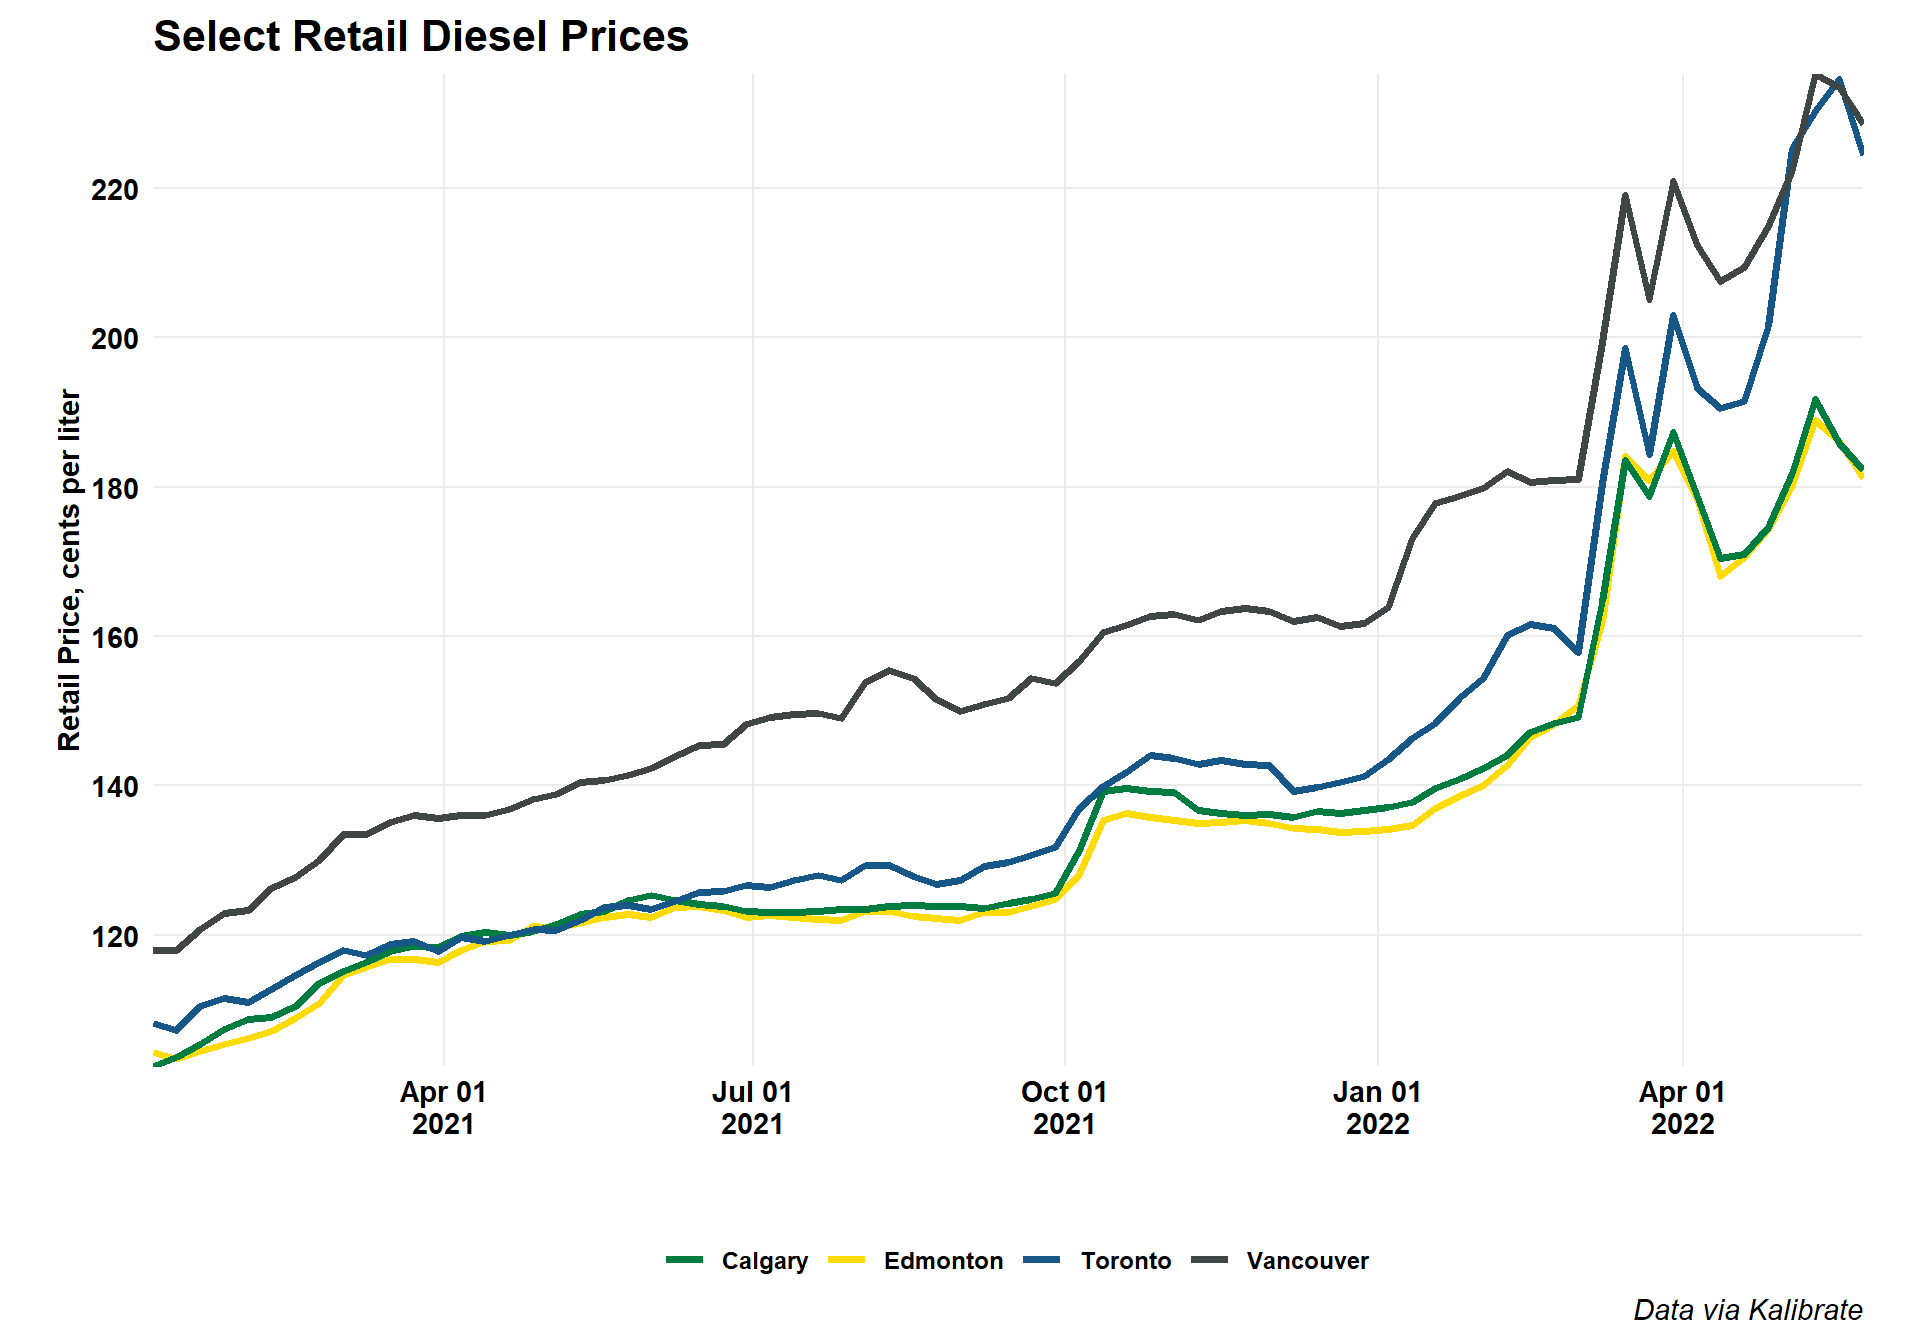 Select Retail Diesel Prices
Retail Price, cents per liter
220
200
180
160
140
120
Apr 01
2021
Jul 01
2021
Oct 01
2021
Jan 01
2022
Apr 01
2022
Calgary Edmonton Toronto Vancouver
Data via Kalibrate